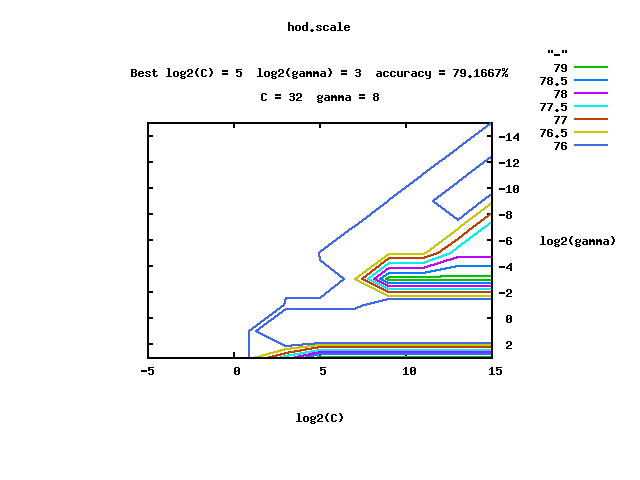 hod.scale
Best log2(C) = 5  log2(gamma) = 3  accuracy = 79.1667%
C = 32  gamma = 8
"-"
79
78.5
78
77.5
77
76.5
76
-14
-12
-10
-8
-6
-4
-2
0
2
log2(gamma)
-5 0 5 10 15
log2(C)